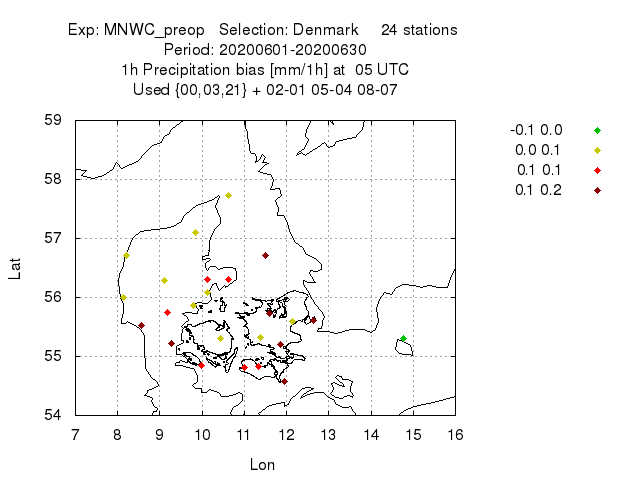 Exp: MNWC_preop   Selection: Denmark     24 stations
Period: 20200601-20200630
1h Precipitation bias [mm/1h] at  05 UTC
Used {00,03,21} + 02-01 05-04 08-07
-0.1 0.0
0.0 0.1
0.1 0.1
0.1 0.2
Lat
59
58
57
56
55
54
7 8 9 10 11 12 13 14 15 16
Lon